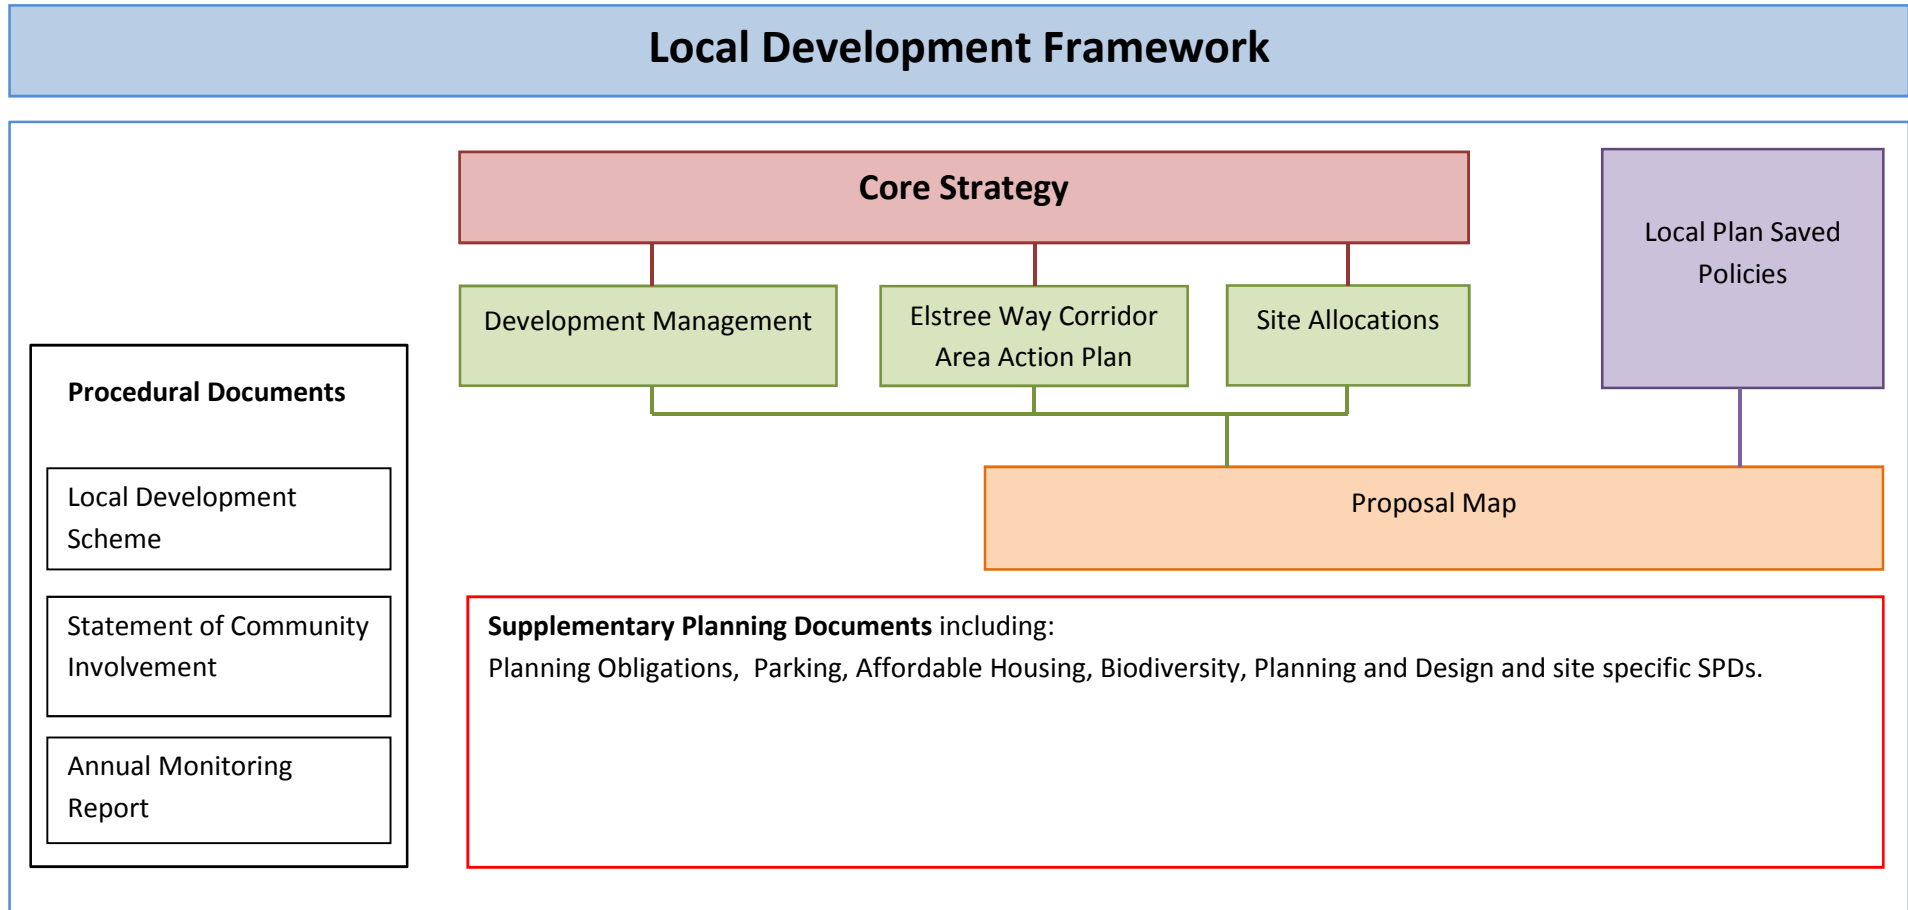 Local Development Framework
Core Strategy
Local Plan Saved
Policies
Development Management
Elstree Way Corridor
Area Action Plan
Site Allocations
Procedural Documents
Local Development
Scheme
Statement of Community
Involvement
Annual Monitoring
Report
Proposal Map
Supplementary Planning Documents including:
Planning Obligations,  Parking, Affordable Housing, Biodiversity, Planning and Design and site specific SPDs.